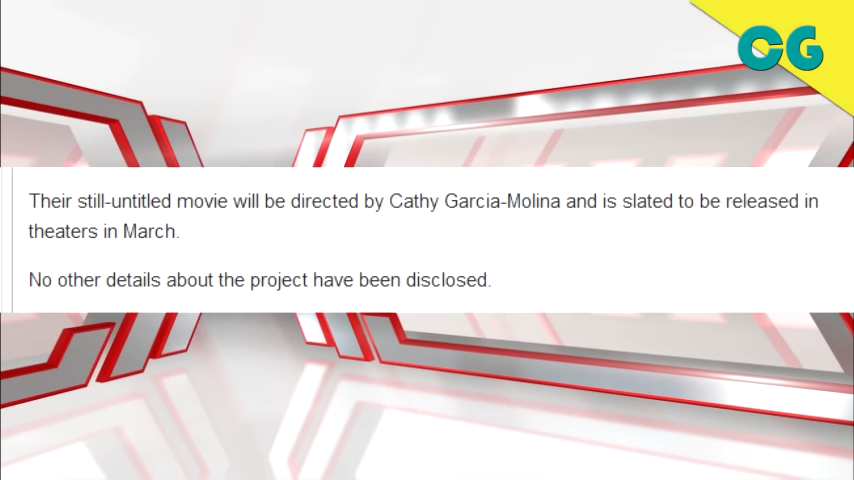 CG
Their still-untitled movie will be directed by Cathy Garcia-Molina and is slated to be released in
theaters in March.
No other details about the project have been disclosed.